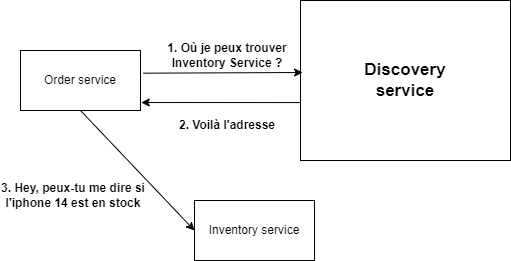 1. Où je peux trouver
Inventory Service ?
Order service
Discovery
service
2. Voilà l'adresse
3. Hey, peux-tu me dire si
l'iphone 14 est en stock
Inventory service